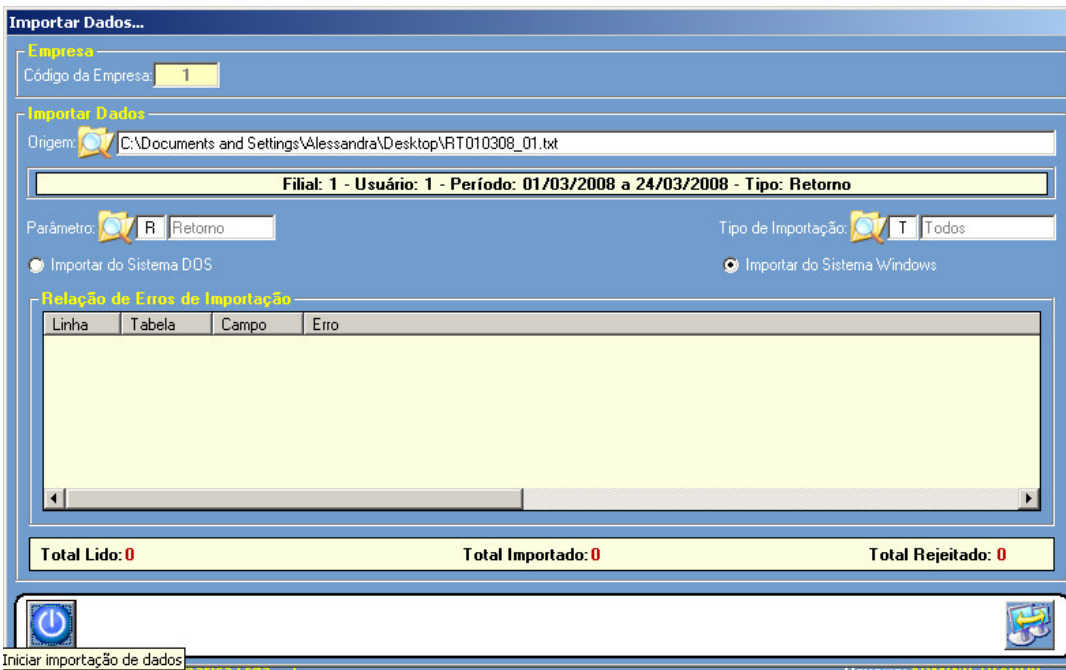 Importar Dados...
Empresa
Código da Empresa: 1
Importar Dados
Origem: C:\Documents and Settings\Alessandra\Desktop\RT010308_01.txt
Filial: 1 - Usuário: 1 - Período: 01/03/2008 a 24/03/2008 - Tipo: Retorno
Parâmetro: R Retorno Tipo de Importação: T Todos
Importar do Sistema DOS Importar do Sistema Windows
Relação de Erros de Importação
Linha Tabela Campo Erro
Total Lido: 0 Total Importado: 0 Total Rejeitado: 0
Iniciar importação de dados